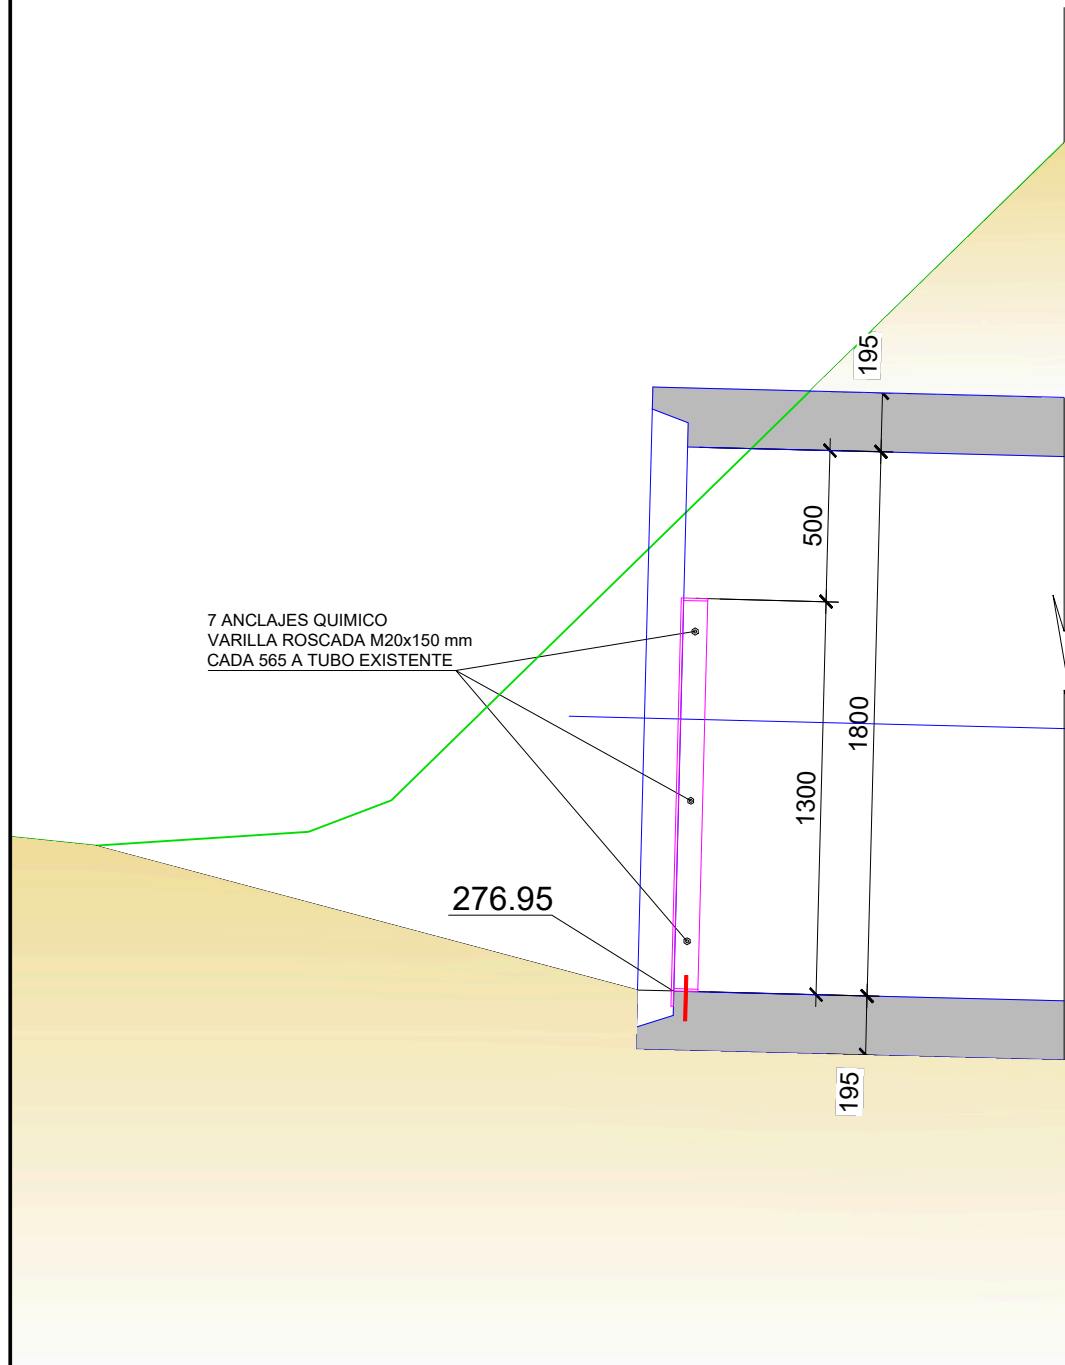 195
500
7 ANCLAJES QUIMICO
VARILLA ROSCADA M20x150 mm
CADA 565 A TUBO EXISTENTE
1800
1300
276.95
195